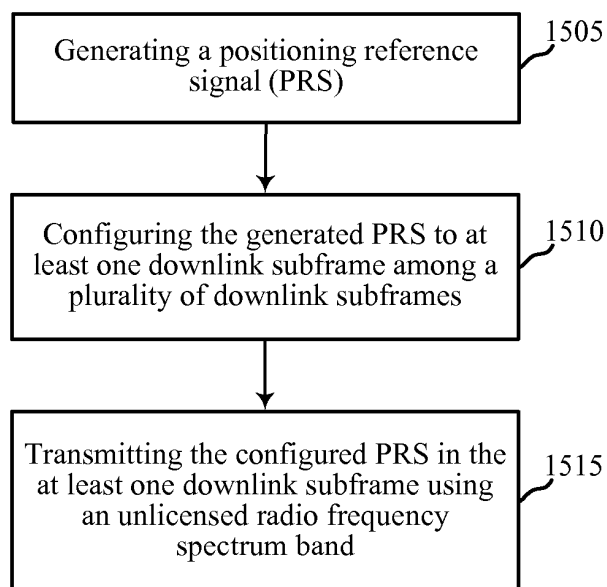 Generating a positioning reference
signal (PRS)
1505
Configuring the generated PRS to at
least one downlink subframe among a
plurality of downlink subframes
1510
Transmitting the configured PRS in the
at least one downlink subframe using
an unlicensed radio frequency
spectrum band
1515